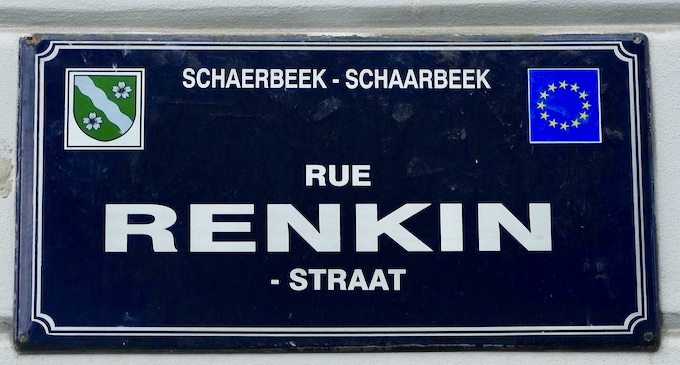 SCHAERBEEK - SCHAARBEEK
RUE
RENKIN
- STRAAT